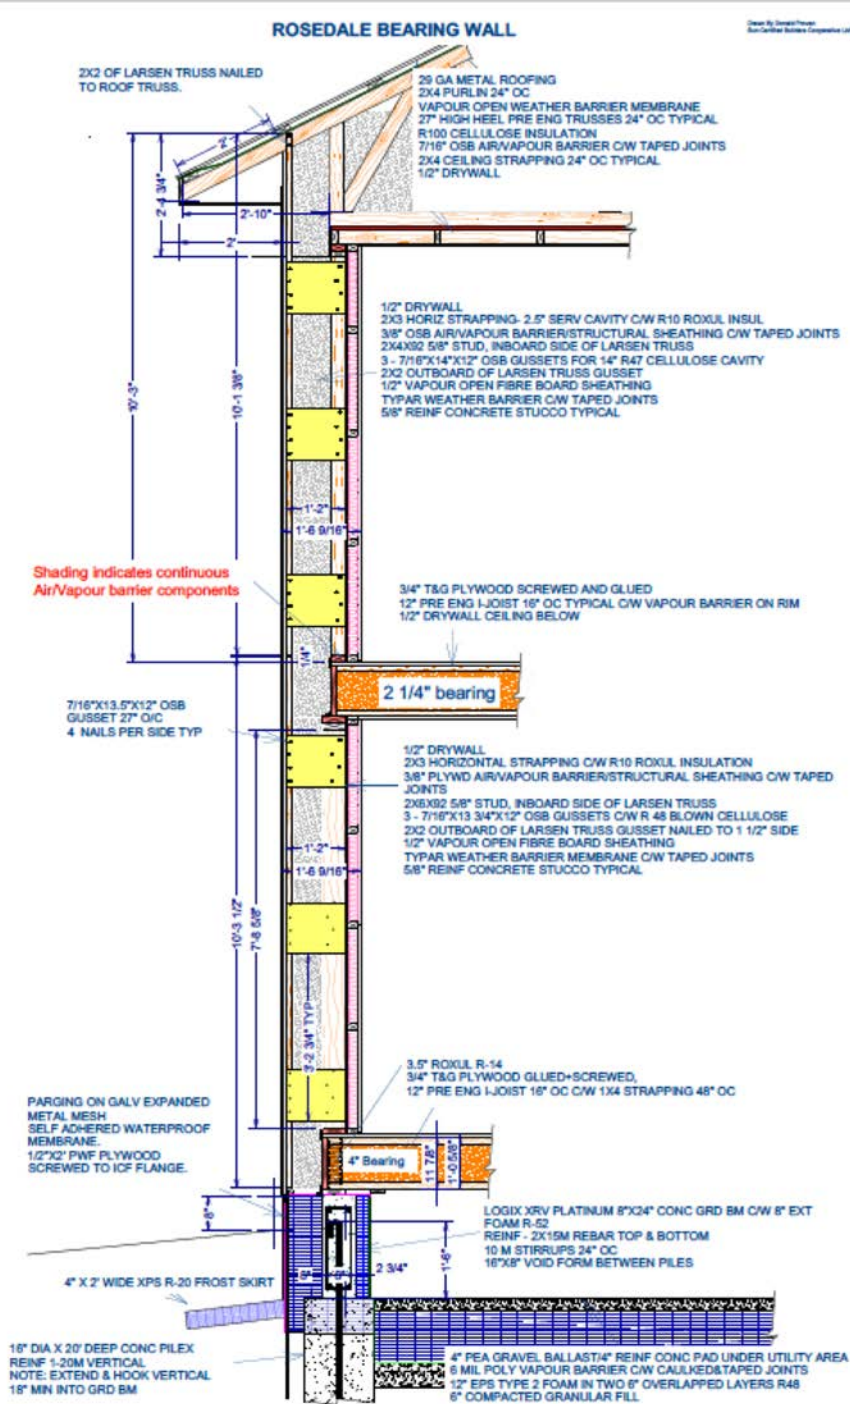 ROSEDALE BEARING WALL
Drawn By Donald Proven
Sun Certified Builders Cooperative Ltd
2X2 OF LARSEN TRUSS NAILED
TO ROOF TRUSS.
29 GA METAL ROOFING
2X4 PURLIN 24" OC
VAPOUR OPEN WEATHER BARRIER MEMBRANE
27" HIGH HEEL PRE ENG TRUSSES 24" OC TYPICAL
R100 CELLULOSE INSULATION
7/16" OSB AIR/VAPOUR BARRIER C/W TAPED JOINTS
2X4 CEILING STRAPPING 24" OC TYPICAL
1/2" DRYWALL
2'
2'-4 3/4"
2'-10"
2'
1/2" DRYWALL
2X3 HORIZ STRAPPING- 2.5" SERV CAVITY C/W R10 ROXUL INSUL
3/8" OSB AIR/VAPOUR BARRIER/STRUCTURAL SHEATHING C/W TAPED JOINTS
2X4X92 5/8" STUD, INBOARD SIDE OF LARSEN TRUSS
3 - 7/16"X14"X12" OSB GUSSETS FOR 14" R47 CELLULOSE CAVITY
2X2 OUTBOARD OF LARSEN TRUSS GUSSET
1/2" VAPOUR OPEN FIBRE BOARD SHEATHING
TYPAR WEATHER BARRIER C/W TAPED JOINTS
5/8" REINF CONCRETE STUCCO TYPICAL
10'-3"
10'-1 3/8"
1'-2"
1'-6 9/16"
Shading indicates continuous
Air/Vapour barrier components
3/4" T&G PLYWOOD SCREWED AND GLUED
12" PRE ENG I-JOIST 16" OC TYPICAL C/W VAPOUR BARRIER ON RIM
1/2" DRYWALL CEILING BELOW
1/4"
2 1/4" bearing
7/16"X13.5"X12" OSB
GUSSET 27" O/C
4 NAILS PER SIDE TYP
1/2" DRYWALL
2X3 HORIZONTAL STRAPPING C/W R10 ROXUL INSULATION
3/8" PLYWD AIR/VAPOUR BARRIER/STRUCTURAL SHEATHING C/W TAPED
JOINTS
2X6X92 5/8" STUD, INBOARD SIDE OF LARSEN TRUSS
3 - 7/16"X13 3/4"X12" OSB GUSSETS C/W R 48 BLOWN CELLULOSE
2X2 OUTBOARD OF LARSEN TRUSS GUSSET NAILED TO 1 1/2" SIDE
1/2" VAPOUR OPEN FIBRE BOARD SHEATHING
TYPAR WEATHER BARRIER MEMBRANE C/W TAPED JOINTS
5/8" REINF CONCRETE STUCCO TYPICAL
1'-2"
1'-6 9/16"
10'-3 1/2"
7'-8 5/8"
3'-2 3/4" TYP
3.5" ROXUL R-14
3/4" T&G PLYWOOD GLUED+SCREWED,
12" PRE ENG I-JOIST 16" OC C/W 1X4 STRAPPING 48" OC
PARGING ON GALV EXPANDED
METAL MESH
SELF ADHERED WATERPROOF
MEMBRANE.
1/2"X2' PWF PLYWOOD
SCREWED TO ICF FLANGE.
4" Bearing
11 7/8"
1'-0 5/8"
8"
LOGIX XRV PLATINUM 8"X24" CONC GRD BM C/W 8" EXT
FOAM R-52
REINF - 2X15M REBAR TOP & BOTTOM
10 M STIRRUPS 24" OC
16"X8" VOID FORM BETWEEN PILES
8"
2 3/4"
1'-6"
4" X 2' WIDE XPS R-20 FROST SKIRT
16" DIA X 20' DEEP CONC PILEX
REINF 1-20M VERTICAL
NOTE: EXTEND & HOOK VERTICAL
18" MIN INTO GRD BM
4" PEA GRAVEL BALLAST/4" REINF CONC PAD UNDER UTILITY AREA
6 MIL POLY VAPOUR BARRIER C/W CAULKED&TAPED JOINTS
12" EPS TYPE 2 FOAM IN TWO 6" OVERLAPPED LAYERS R48
6" COMPACTED GRANULAR FILL